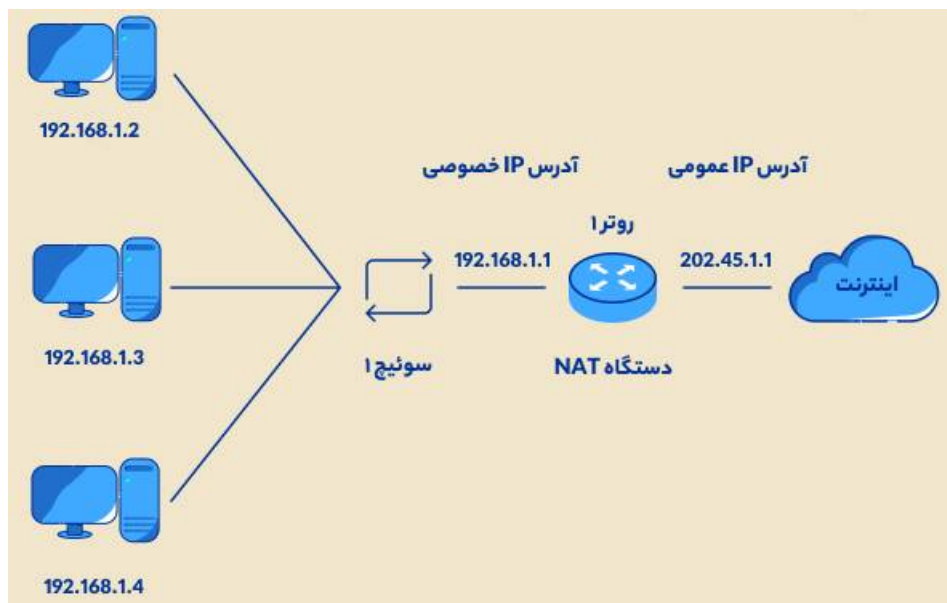 192.168.1.2
آدرس IP خصوصی
آدرس IP عمومی
روتر ۱
192.168.1.1
202.45.1.1
اینترنت
192.168.1.3
سوئیچ ۱
دستگاه NAT
192.168.1.4